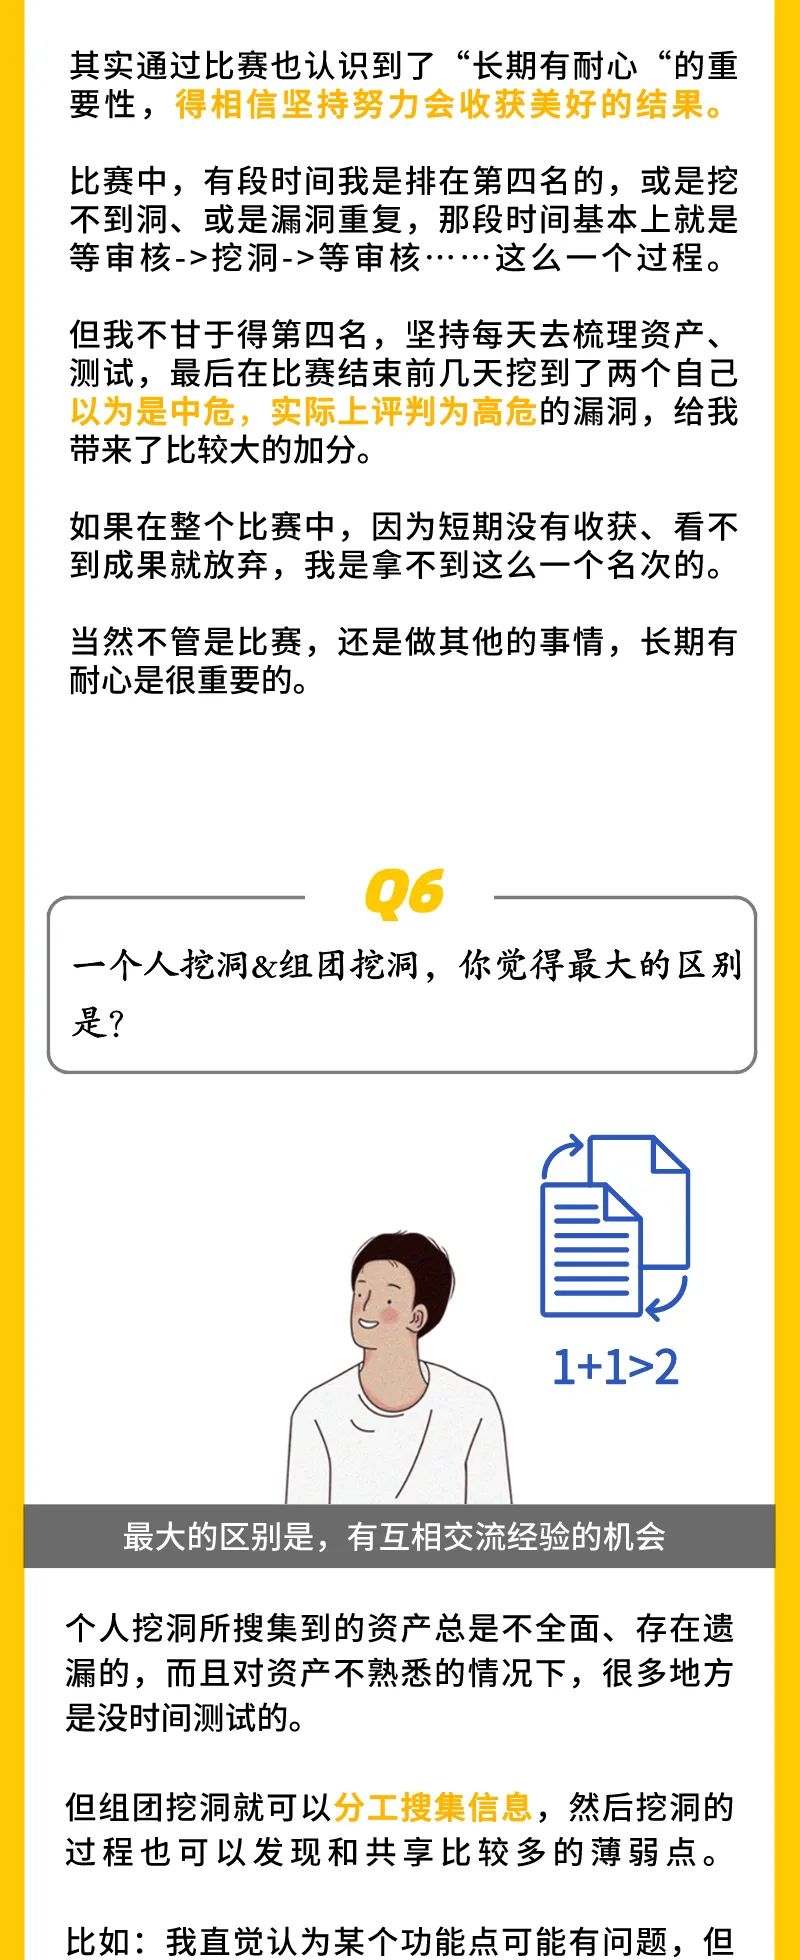 其实通过比赛也认识到了“长期有耐心“的重
要性，得相信坚持努力会收获美好的结果。
比赛中，有段时间我是排在第四名的，或是挖
不到洞、或是漏洞重复，那段时间基本上就是
等审核->挖洞->等审核……这么一个过程。
但我不甘于得第四名，坚持每天去梳理资产、
测试，最后在比赛结束前几天挖到了两个自己
以为是中危，实际上评判为高危的漏洞，给我
带来了比较大的加分。
如果在整个比赛中，因为短期没有收获、看不
到成果就放弃，我是拿不到这么一个名次的。
当然不管是比赛，还是做其他的事情，长期有
耐心是很重要的。
Q6
一个人挖洞&组团挖洞，你觉得最大的区别
是？
1+1>2
最大的区别是，有互相交流经验的机会
个人挖洞所搜集到的资产总是不全面、存在遗
漏的，而且对资产不熟悉的情况下，很多地方
是没时间测试的。
但组团挖洞就可以分工搜集信息，然后挖洞的
过程也可以发现和共享比较多的薄弱点。
比如：我直觉认为某个功能点可能有问题，但